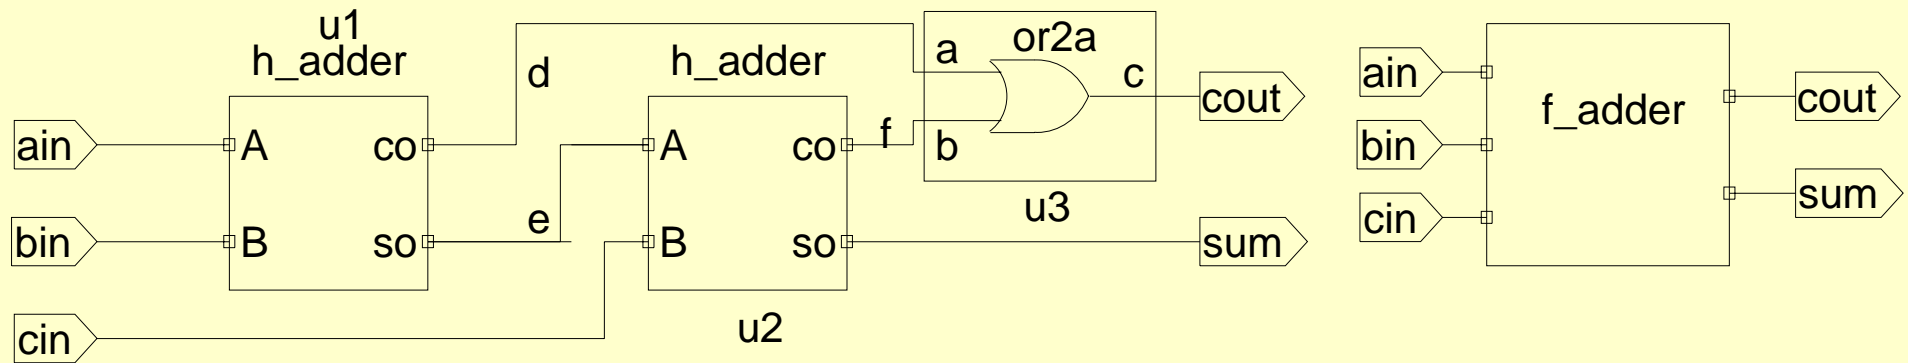 u1
h_adder
d
h_adder
a
or2a
c
cout
ain
A
co
e
A
co
f
b
u3
bin
B
so
B
so
sum
cin
u2
ain
bin
cin
f_adder
cout
sum